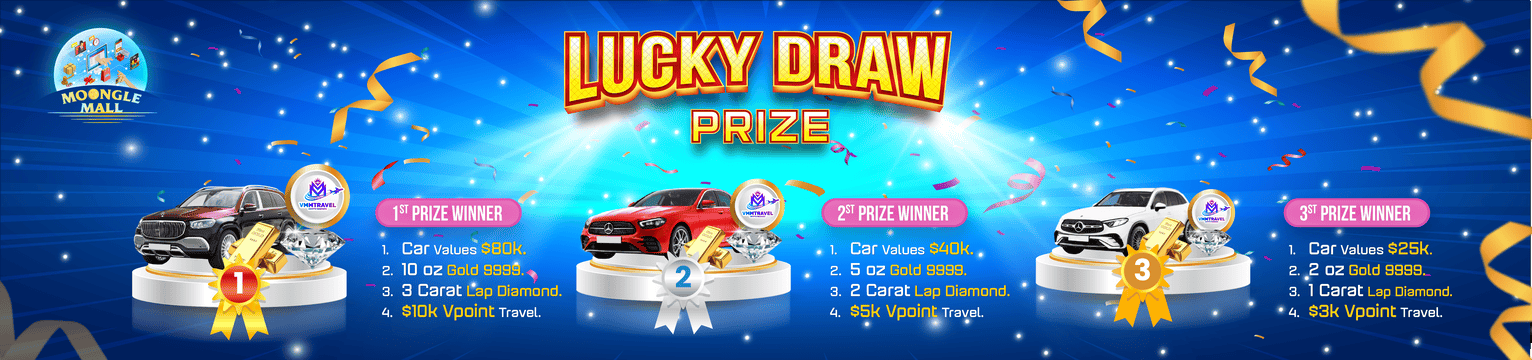 MOONGLE
MALL
LUCKY DRAW
PRIZE
VMMTRAVEL
1ST PRIZE WINNER
1. Car Values $80k.
2. 10 oz Gold 9999.
3. 3 Carat Lap Diamond.
4. $10k Vpoint Travel.
1
VMMTRAVEL
2ST PRIZE WINNER
1. Car Values $40k.
2. 5 oz Gold 9999.
3. 2 Carat Lap Diamond.
4. $5k Vpoint Travel.
2
VMMTRAVEL
3ST PRIZE WINNER
1. Car Values $25k.
2. 2 oz Gold 9999.
3. 1 Carat Lap Diamond.
4. $3k Vpoint Travel.
3